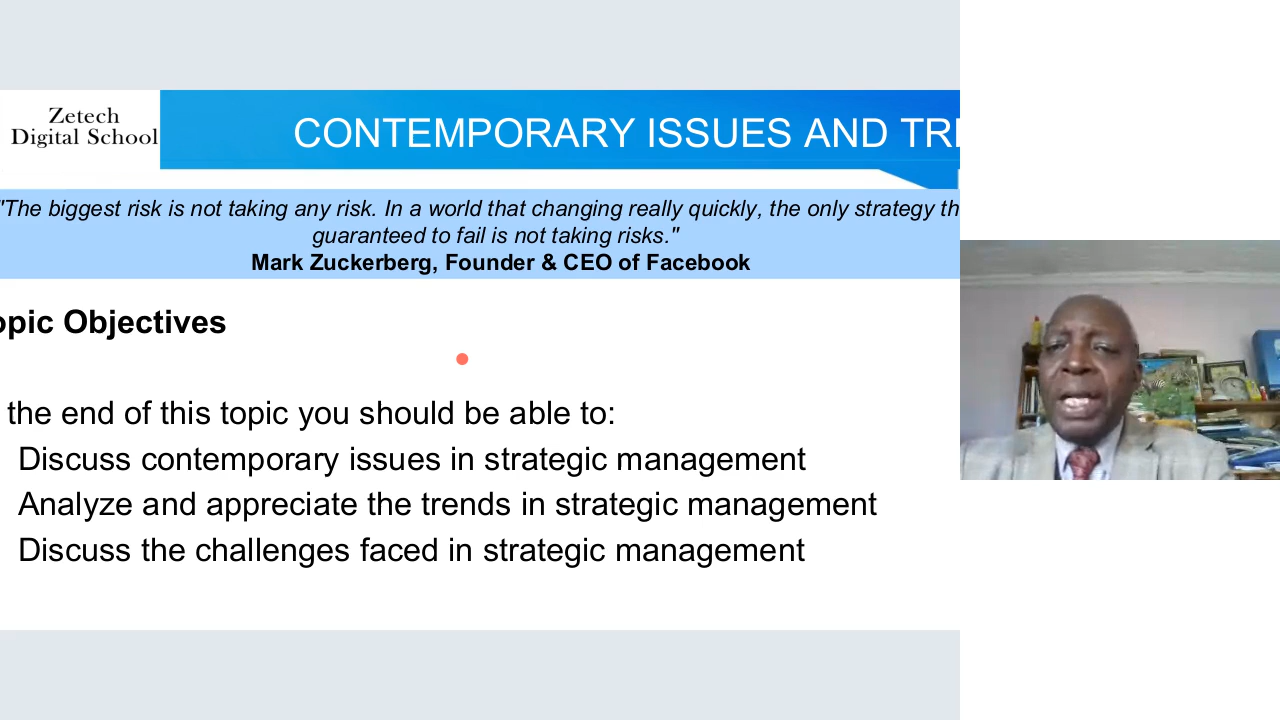 Zetech
Digital School
CONTEMPORARY ISSUES AND
"The biggest risk is not taking any risk. In a world that changing really quickly, the only strategy
guaranteed to fail is not taking risks."
Mark Zuckerberg, Founder & CEO of Facebook
Objectives
the end of this topic you should be able to:
Discuss contemporary issues in strategic management
Analyze and appreciate the trends in strategic management
Discuss the challenges faced in strategic management